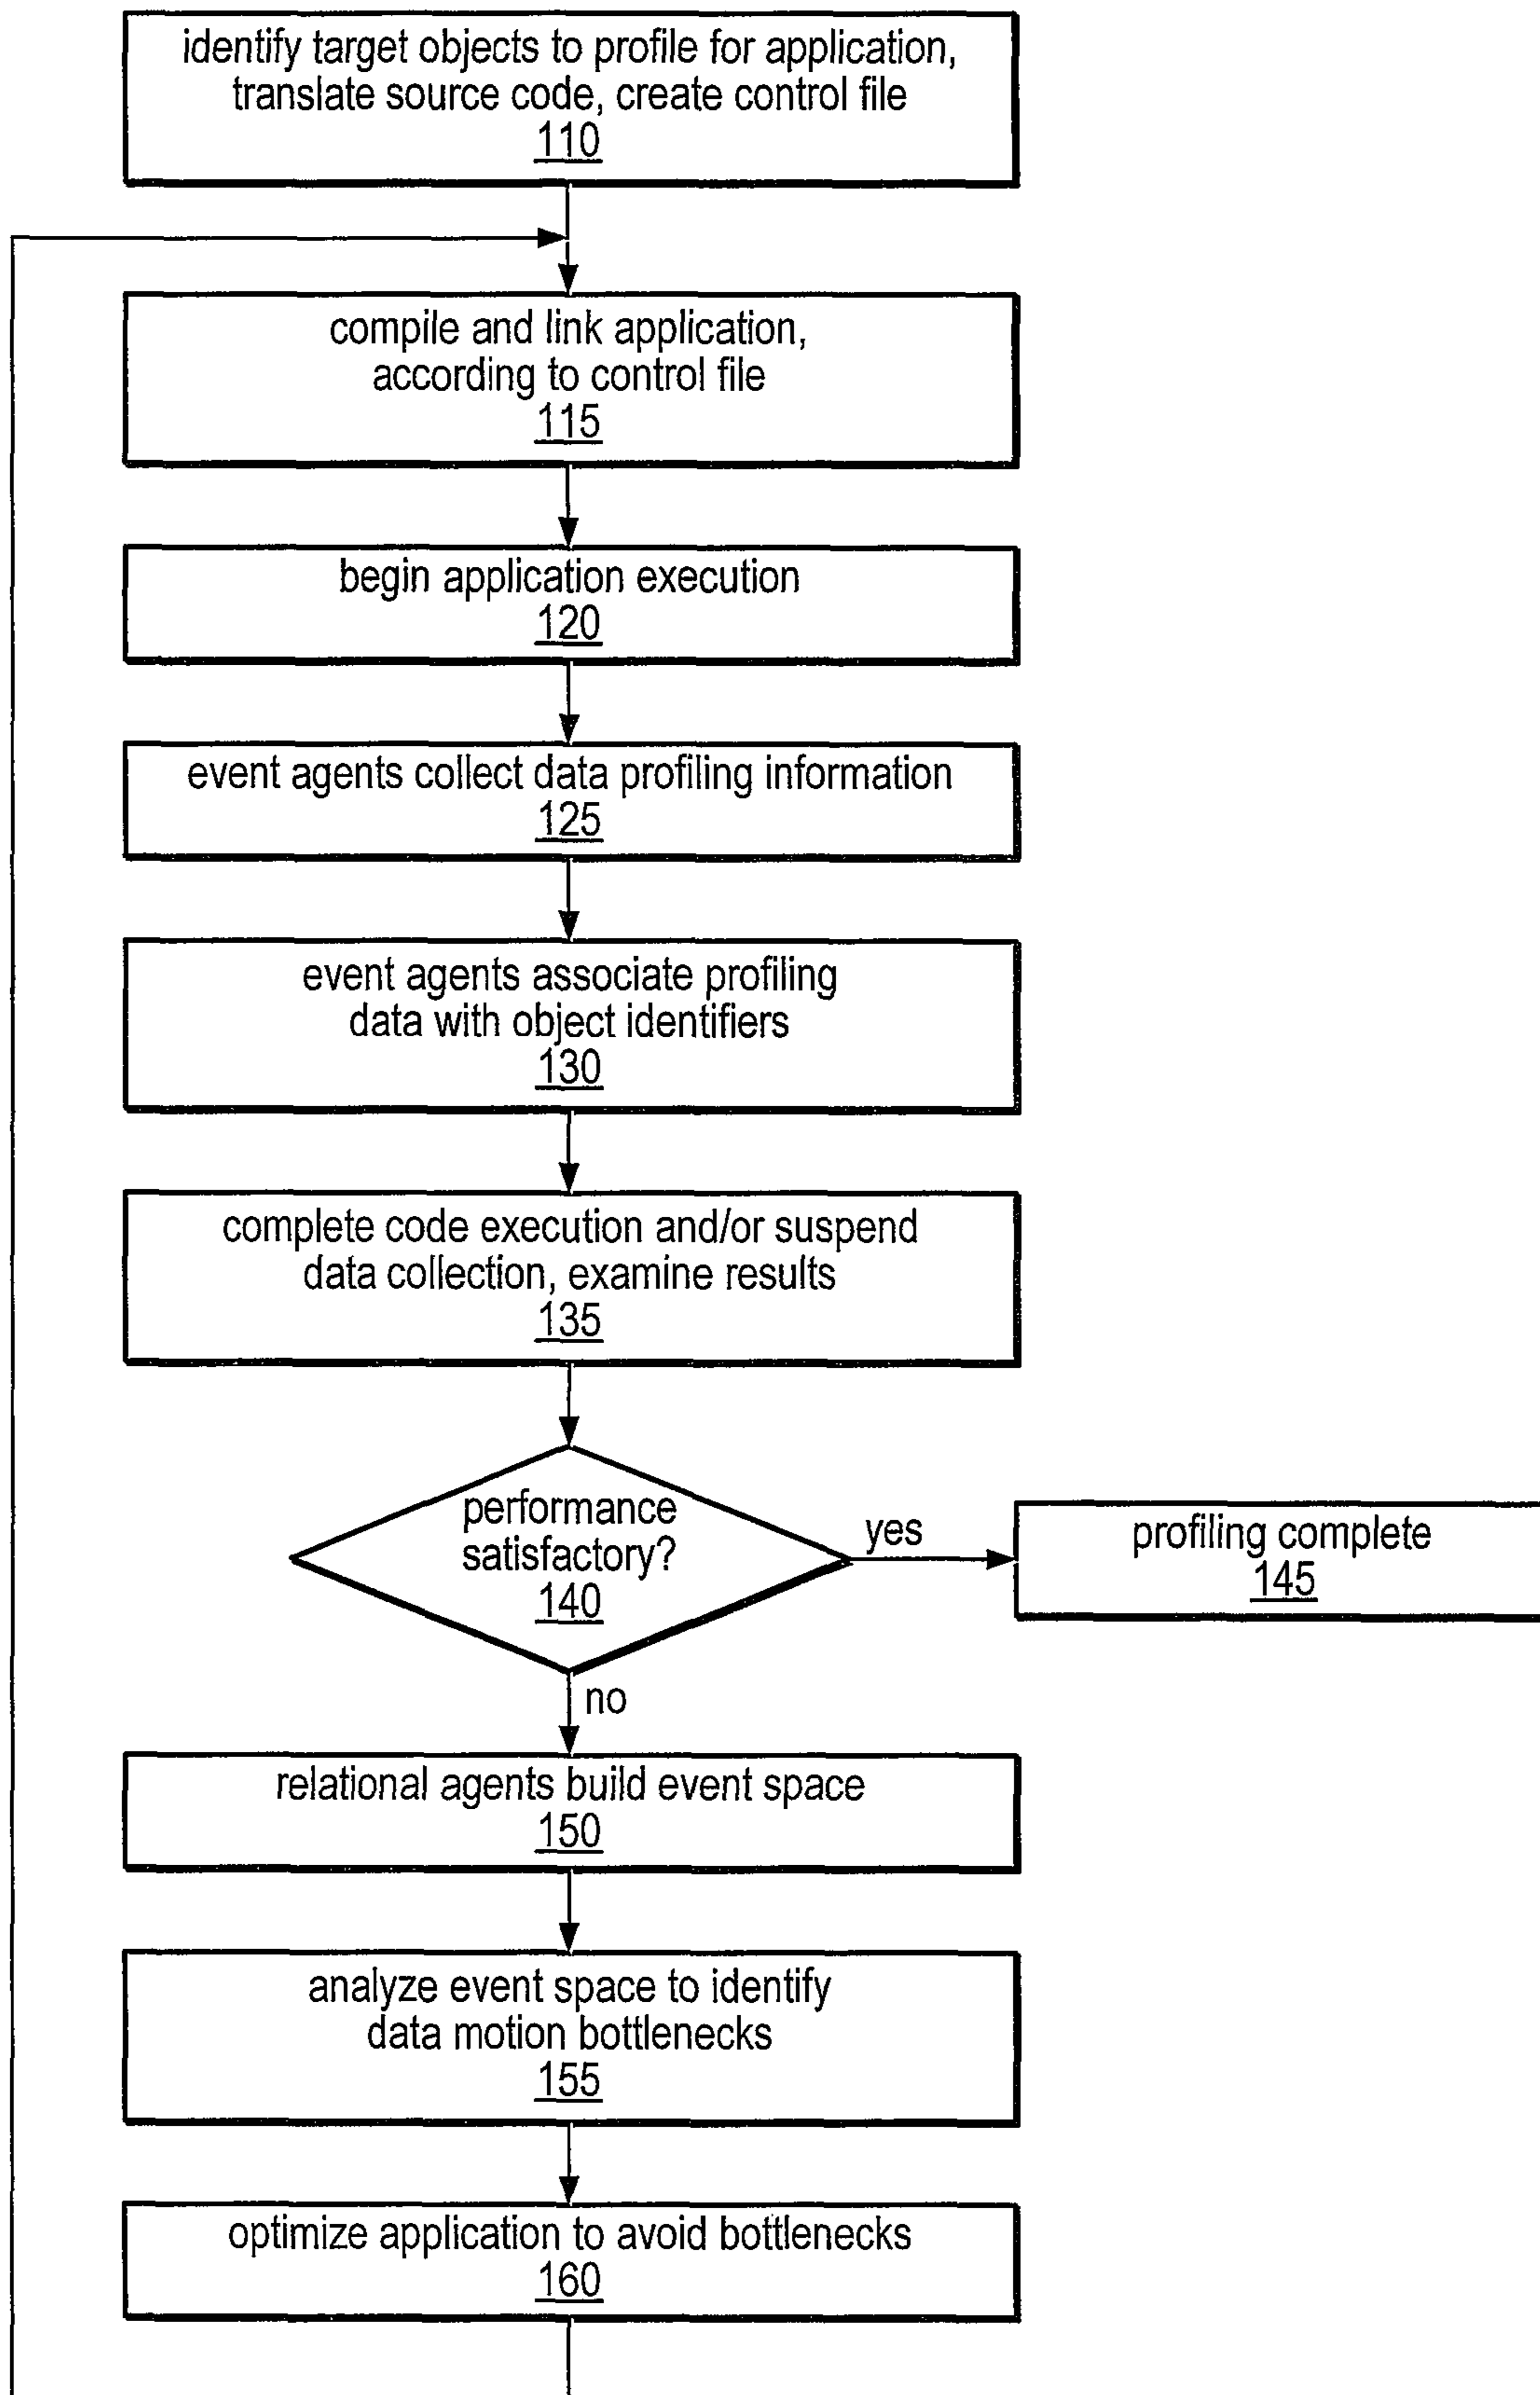 identify target objects to profile for application,
translate source code, create control file
110
compile and link application,
according to control file
115
begin application execution
120
event agents collect data profiling information
125
event agents associate profiling
data with object identifiers
130
complete code execution and/or suspend
data collection, examine results
135
performance
satisfactory?
140
yes
profiling complete
145
no
relational agents build event space
150
analyze event space to identify
data motion bottlenecks
155
optimize application to avoid bottlenecks
160